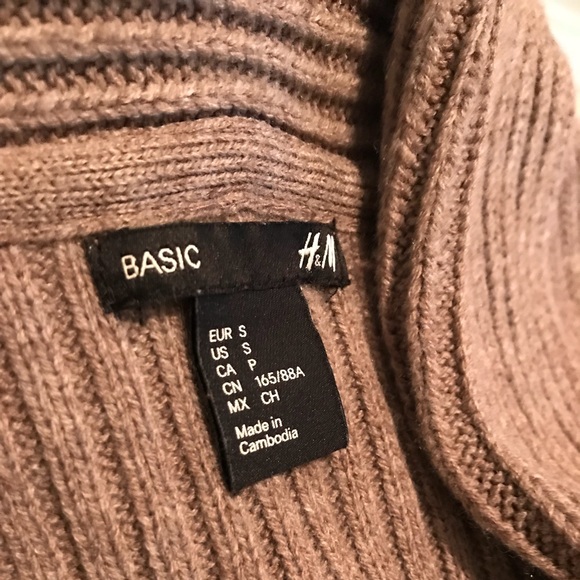 BASIC H&M
EUR S
US S
CA P
CN 165/88A
MX CH
Made in
Cambodia